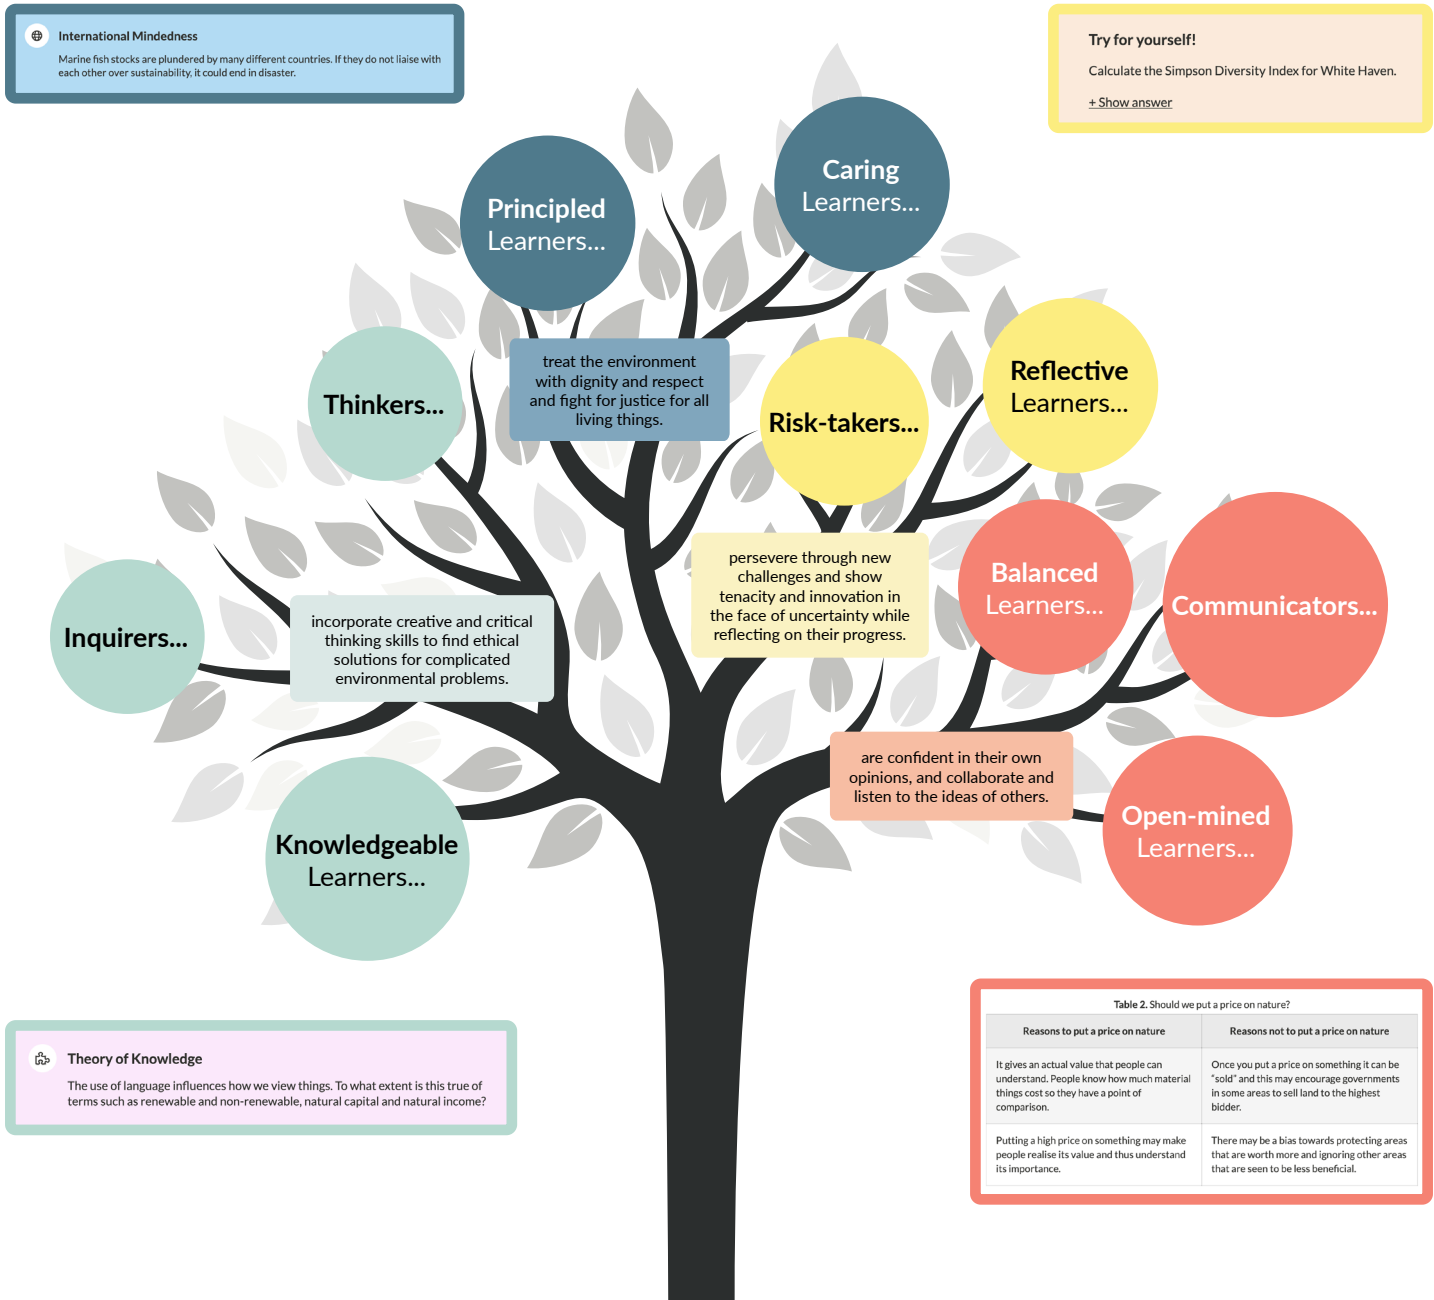 International Mindedness
Marine fish stocks are plundered by many different countries. If they do not liaise with
each other over sustainability, it could end in disaster.
Try for yourself!
Calculate the Simpson Diversity Index for White Haven.
+ Show answer
Caring
Learners...
Principled
Learners...
treat the environment
with dignity and respect
and fight for justice for all
living things.
Thinkers...
Risk-takers...
Reflective
Learners...
persevere through new
challenges and show
tenacity and innovation in
the face of uncertainty while
reflecting on their progress.
Balanced
Learners...
Communicators...
Inquirers...
incorporate creative and critical
thinking skills to find ethical
solutions for complicated
environmental problems.
are confident in their own
opinions, and collaborate and
listen to the ideas of others.
Open-mined
Learners...
Knowledgeable
Learners...
Theory of Knowledge
The use of language influences how we view things. To what extent is this true of
terms such as renewable and non-renewable, natural capital and natural income?
Table 2. Should we put a price on nature?
Reasons to put a price on nature
Reasons not to put a price on nature
It gives an actual value that people can
understand. People know how much material
things cost so they have a point of
comparison.
Once you put a price on something it can be
"sold" and this may encourage governments
in some areas to sell land to the highest
bidder.
Putting a high price on something may make
people realise its value and thus understand
its importance.
There may be a bias towards protecting areas
that are worth more and ignoring other areas
that are seen to be less beneficial.